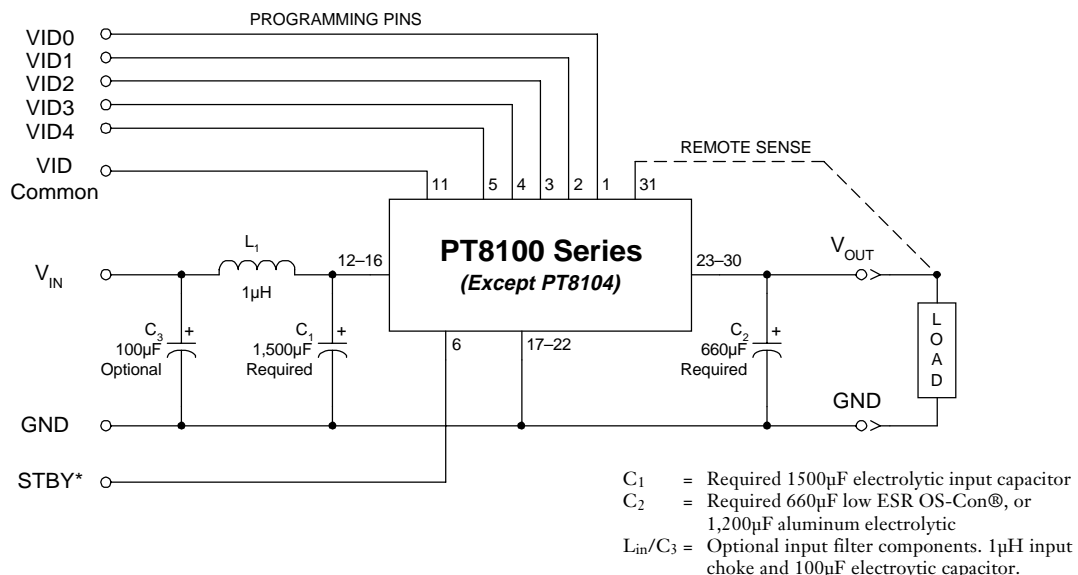 PROGRAMMING PINS
VID0
VID1
VID2
VID3
VID4
VID
Common
REMOTE SENSE
11
5
4
3
2
1
31
PT8100 Series
(Except PT8104)
VIN
L1
1µH
12–16
23–30
VOUT
C3
+
100µF
Optional
C1
+
1,500µF
Required
6
17–22
C2
+
660µF
Required
LOAD
GND
GND
STBY*
C1 = Required 1500µF electrolytic input capacitor
C2 = Required 660µF low ESR OS-Con®, or
1,200µF aluminum electrolytic
Lin/C3 = Optional input filter components. 1µH input
choke and 100µF electroytic capacitor.